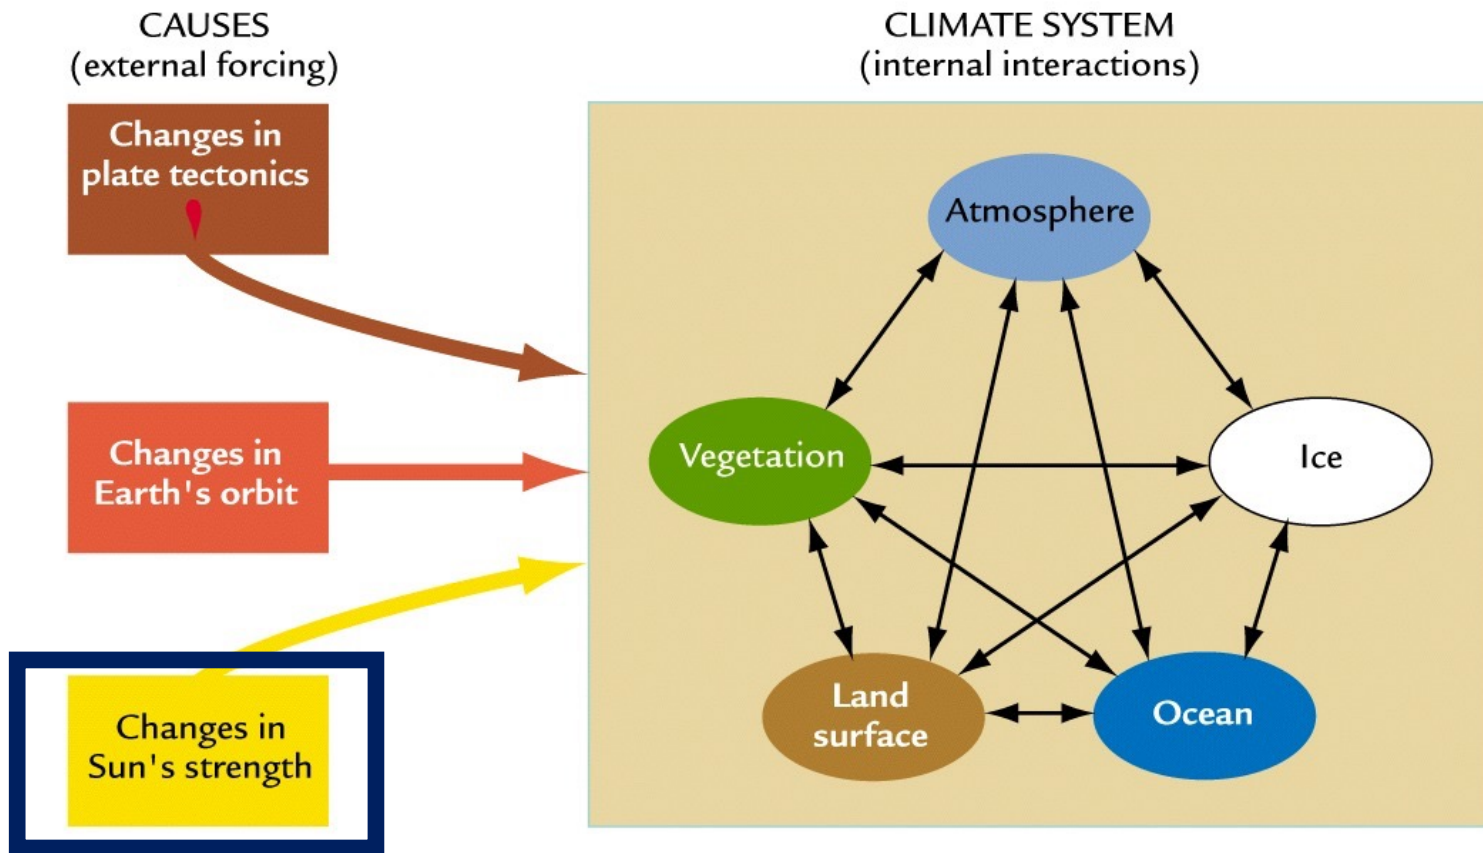 CAUSES
(external forcing)
Changes in
plate tectonics
Changes in
Earth's orbit
Changes in
Sun's strength
CLIMATE SYSTEM
(internal interactions)
Atmosphere
Vegetation
Ice
Land
surface
Ocean